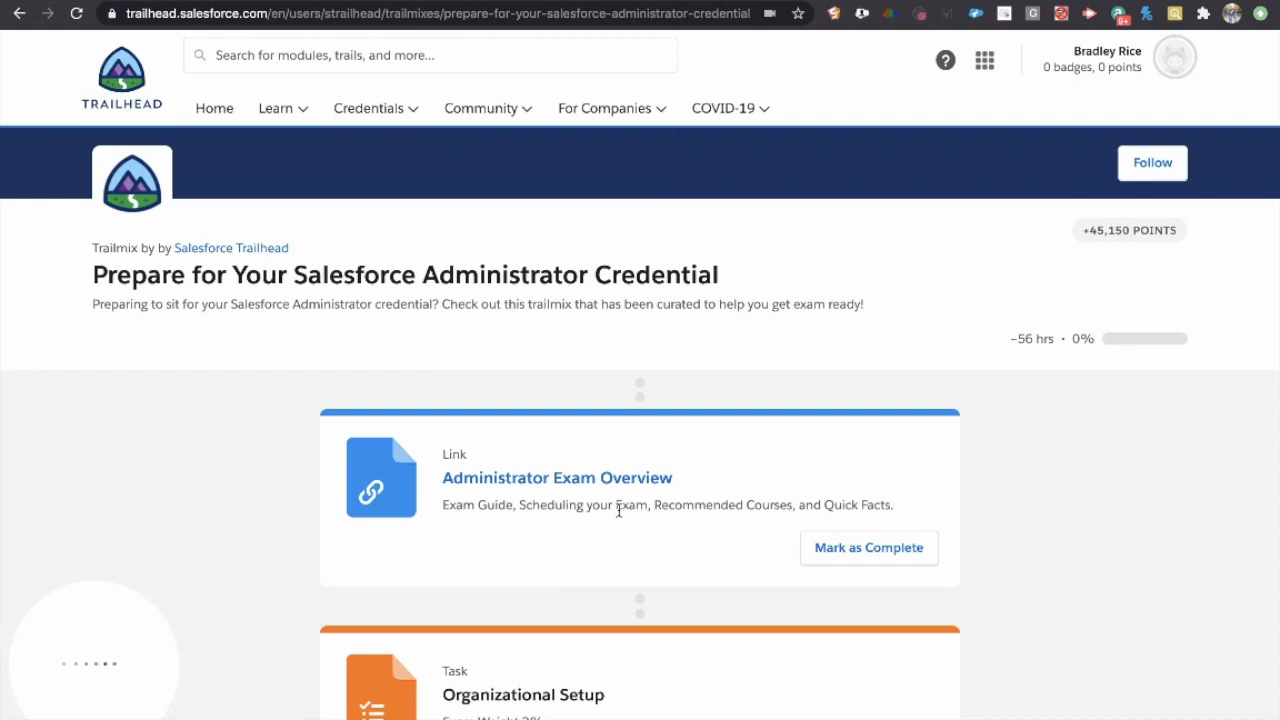 trailhead.salesforce.com/en/users/strailhead/trailmixes/prepare-for-your-salesforce-administrator-credential
9+
TRAILHEAD
Search for modules, trails, and more...
Bradley Rice
0 badges, 0 points
Home
Learn
Credentials
Community
For Companies
COVID-19
Follow
+45,150 POINTS
Trailmix by by Salesforce Trailhead
Prepare for Your Salesforce Administrator Credential
Preparing to sit for your Salesforce Administrator credential? Check out this trailmix that has been curated to help you get exam ready!
~56 hrs · 0%
Link
Administrator Exam Overview
Exam Guide, Scheduling your Exam, Recommended Courses, and Quick Facts.
Mark as Complete
Task
Organizational Setup